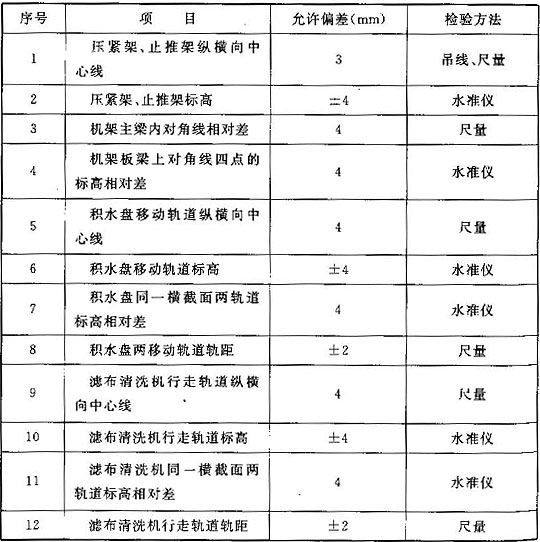 序号 项 目 允许偏差(mm) 检验方法
1 压紧架、止推架纵横向中
心线 3 吊线、尺量
2 压紧架、止推架标高 ±4 水准仪
3 机架主梁内对角线相对差 4 尺量
4 机架板梁上对角线四点的
标高相对差 4 水准仪
5 积水盘移动轨道纵横向中
心线 4 尺量
6 积水盘移动轨道标高 ±4 水准仪
7 积水盘同一横截面两轨道
标高相对差 4 水准仪
8 积水盘两移动轨道轨距 ±2 尺量
9 滤布清洗机行走轨道纵横
向中心线 4 尺量
10 滤布清洗机行走轨道标高 ±4 水准仪
11 滤布清洗机同一横截面两
轨道标高相对差 4 水准仪
12 滤布清洗机行走轨道轨距 ±2 尺量